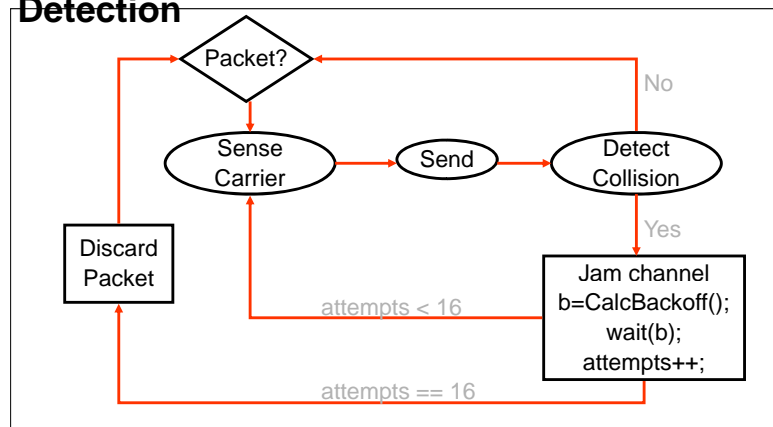 Detection
Packet?
No
Sense
Carrier
Send
Detect
Collision
Yes
Discard
Packet
Jam channel
b=CalcBackoff();
wait(b);
attempts++;
attempts < 16
attempts == 16